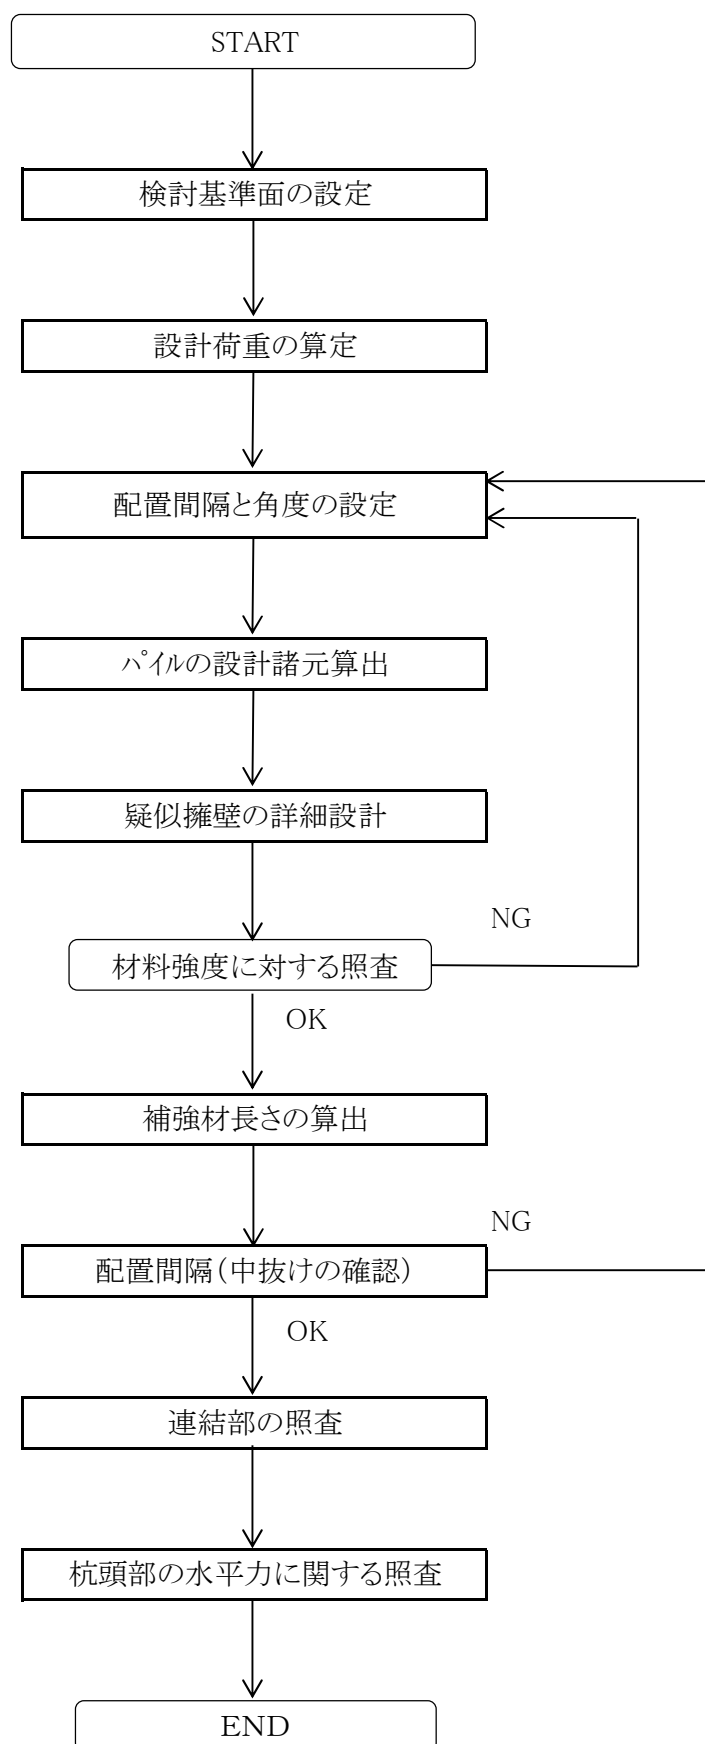 START
検討基準面の設定
設計荷重の算定
配置間隔と角度の設定
ﾊﾟｲﾙの設計諸元算出
疑似擁壁の詳細設計
NG
材料強度に対する照査
OK
補強材長さの算出
NG
配置間隔（中抜けの確認）
OK
連結部の照査
杭頭部の水平力に関する照査
END